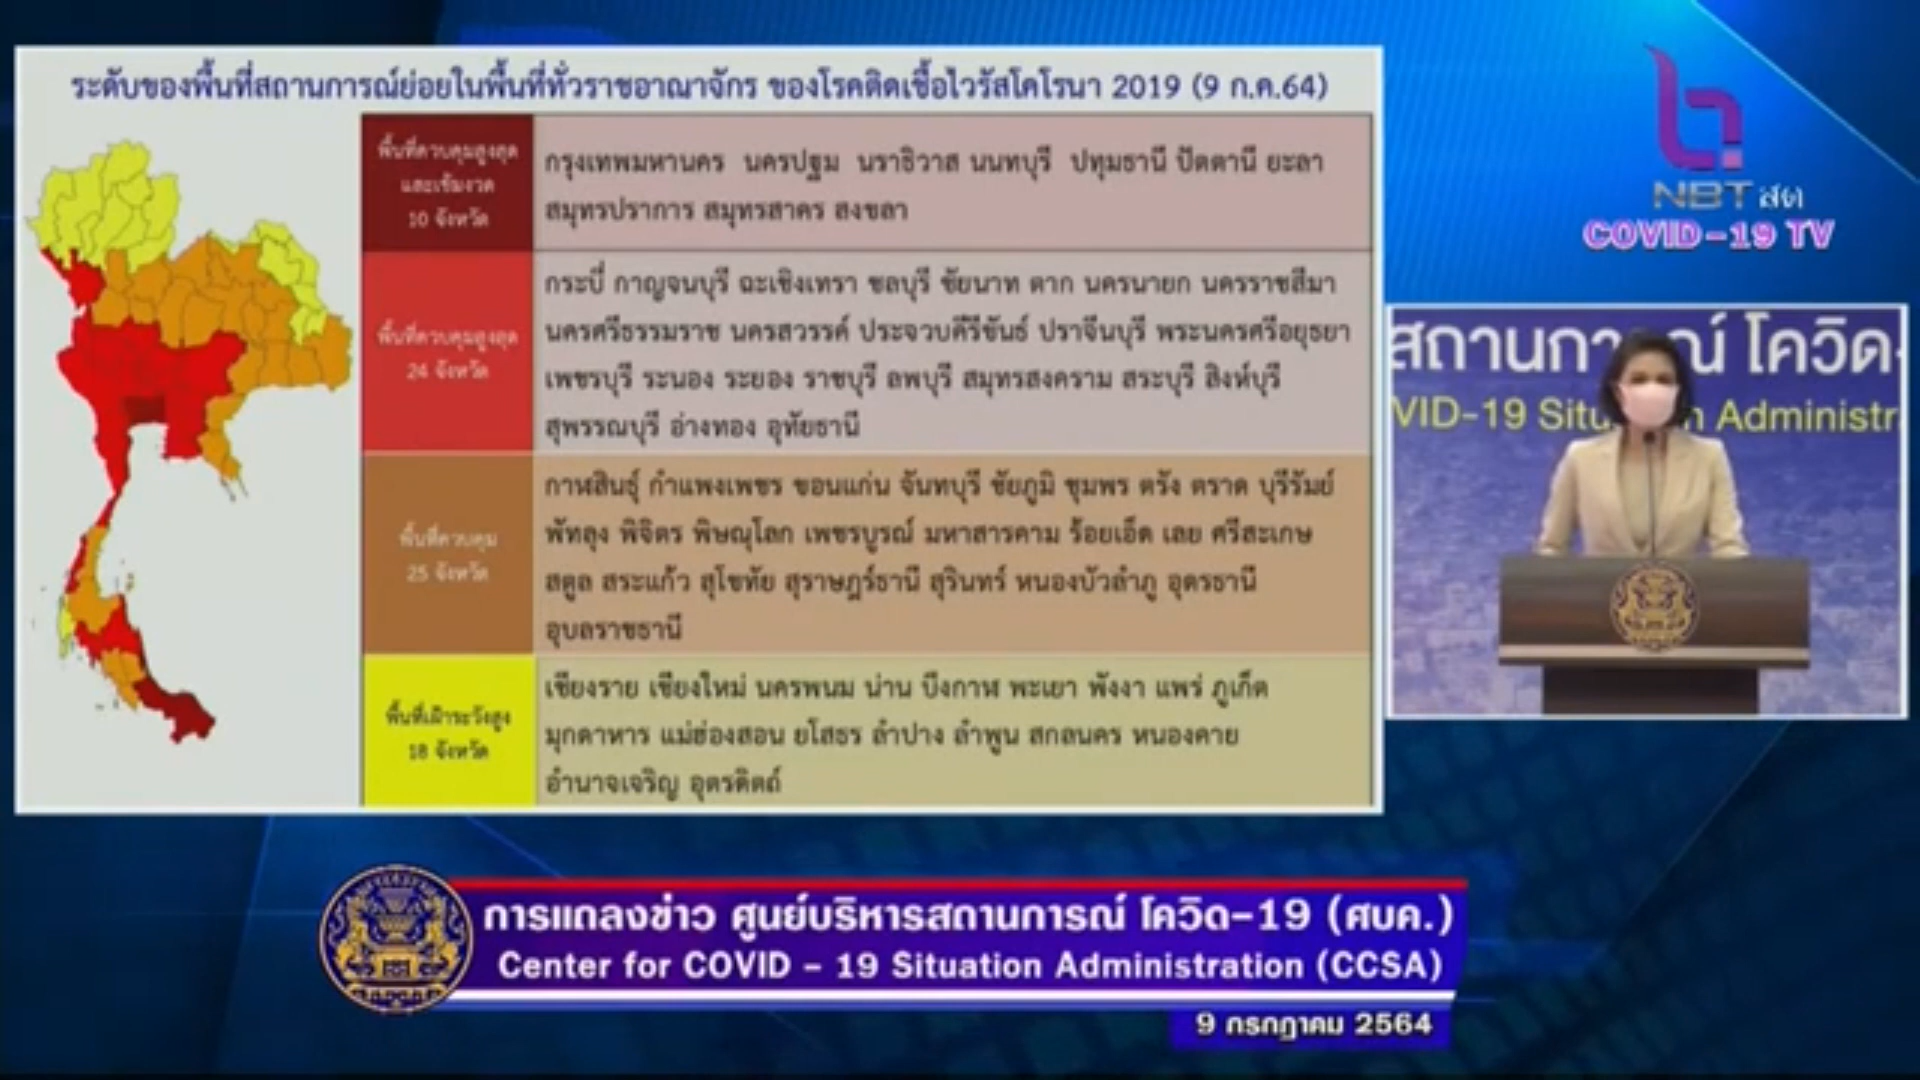 ระดับของพื้นที่สถานการณ์ย่อยในพื้นที่ทั่วราชอาณาจักร ของโรคติดเชื้อไวรัสโคโรนา 2019 (9 ก.ค.64)
พื้นที่ควบคุมสูงสุด
และเข้มงวด
10 จังหวัด
กรุงเทพมหานคร นครปฐม นราธิวาส นนทบุรี ปทุมธานี ปัตตานี ยะลา
สมุทรปราการ สมุทรสาคร สงขลา
พื้นที่ควบคุมสูงสุด
24 จังหวัด
กระบี่ กาญจนบุรี ฉะเชิงเทรา ชลบุรี ชัยนาท ตาก นครนายก นครราชสีมา
นครศรีธรรมราช นครสวรรค์ ประจวบคีรีขันธ์ ปราจีนบุรี พระนครศรีอยุธยา
เพชรบุรี ระนอง ระยอง ราชบุรี ลพบุรี สมุทรสงคราม สระบุรี สิงห์บุรี
สุพรรณบุรี อ่างทอง อุทัยธานี
พื้นที่ควบคุม
25 จังหวัด
กาฬสินธุ์ กำแพงเพชร ขอนแก่น จันทบุรี ชัยภูมิ ชุมพร ตรัง ตราด บุรีรัมย์
พัทลุง พิจิตร พิษณุโลก เพชรบูรณ์ มหาสารคาม ร้อยเอ็ด เลย ศรีสะเกษ
สตูล สระแก้ว สุโขทัย สุราษฎร์ธานี สุรินทร์ หนองบัวลำภู อุดรธานี
อุบลราชธานี
พื้นที่เฝ้าระวังสูง
18 จังหวัด
เชียงราย เชียงใหม่ นครพนม น่าน บึงกาฬ พะเยา พังงา แพร่ ภูเก็ต
มุกดาหาร แม่ฮ่องสอน ยโสธร ลำปาง ลำพูน สกลนคร หนองคาย
อำนาจเจริญ อุตรดิตถ์
NBT สด
COVID-19 TV
สถานการณ์ โควิด-
VID-19 Situation Administr
การแถลงข่าว ศูนย์บริหารสถานการณ์ โควิด-19 (ศบค.)
Center for COVID - 19 Situation Administration (CCSA)
9 กรกฎาคม 2564